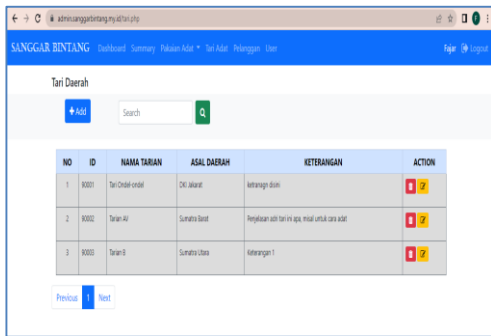 admin.sanggarbintang.my.id/tari.php
SANGGAR BINTANG Dashboard Summary Pakaian Adat Tari Adat Pelanggan User Fajar Logout
Tari Daerah
+Add Search
NO ID NAMA TARIAN ASAL DAERAH KETERANGAN ACTION
1 90001 Tari Ondel-ondel DKI Jakarat ketranagn disini
2 90002 Tarian AV Sumatra Barat Penjelasan adri tari ini apa, misal untuk cara adat
3 90003 Tarian B Sumatra Utara Keterangan 1
Previous 1 Next